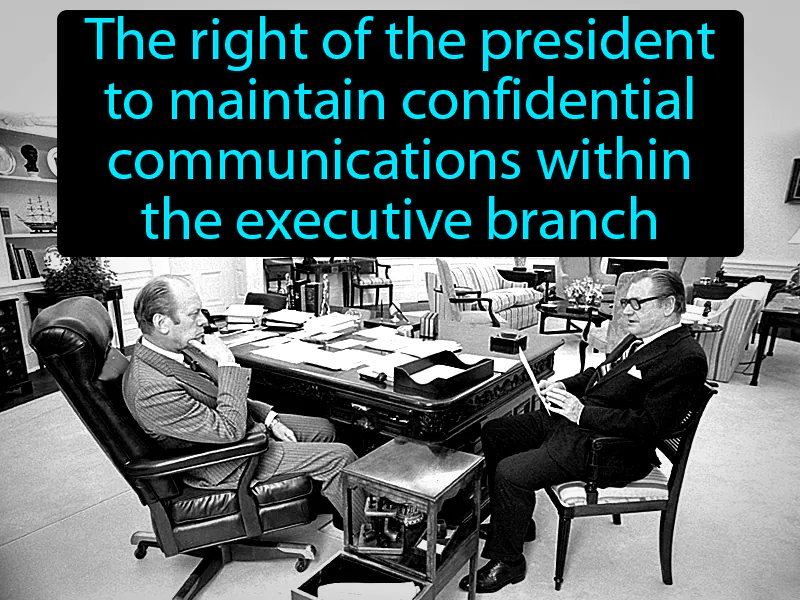 The right of the president
to maintain confidential
communications within
the executive branch